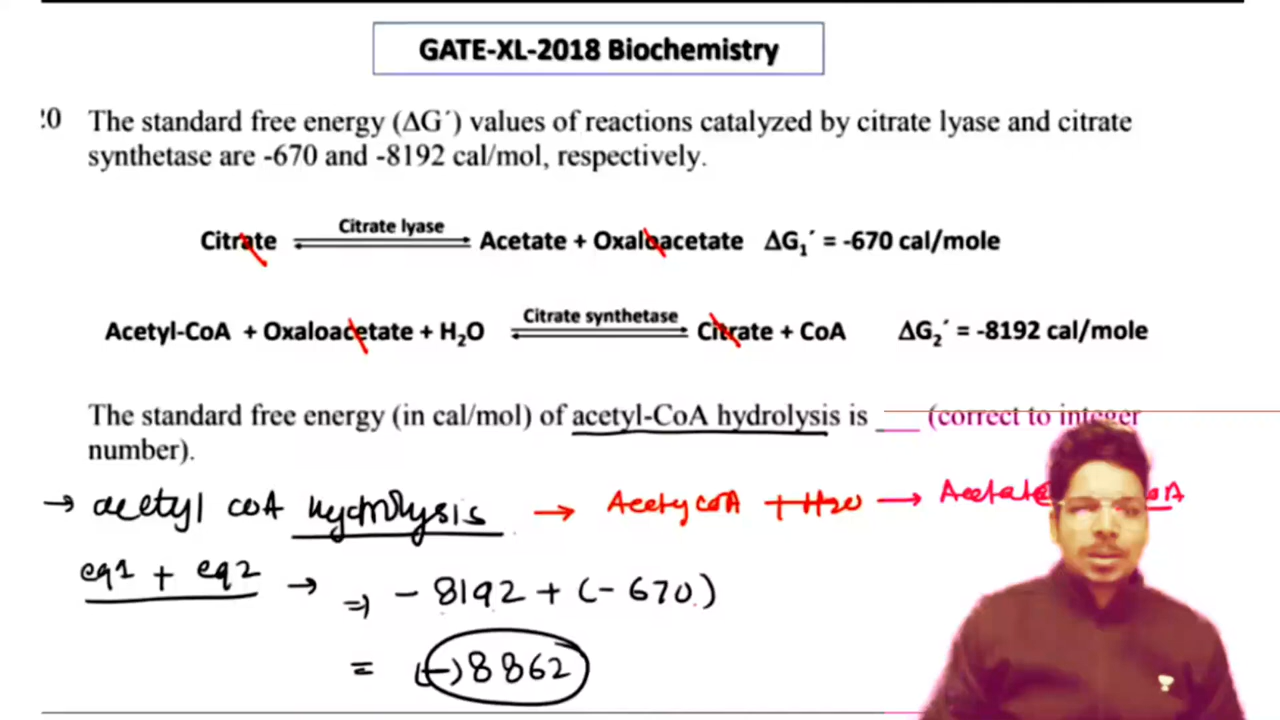 GATE-XL-2018 Biochemistry
!0 The standard free energy (ΔG´) values of reactions catalyzed by citrate lyase and citrate
synthetase are -670 and -8192 cal/mol, respectively.
Citrate lyase
Citrate ⇌ Acetate + Oxaloacetate ΔG₁´ = -670 cal/mole
Citrate synthetase
Acetyl-CoA + Oxaloacetate + H₂O ⇌ Citrate + CoA ΔG₂´ = -8192 cal/mole
The standard free energy (in cal/mol) of acetyl-CoA hydrolysis is ___ (correct to integer
number).
→ acetyl coA hydrolysis → AcetycoA + H2O → Acetate coA
eq1 + eq2 → ⇒ - 8192 + (- 670)
= (-) 8862